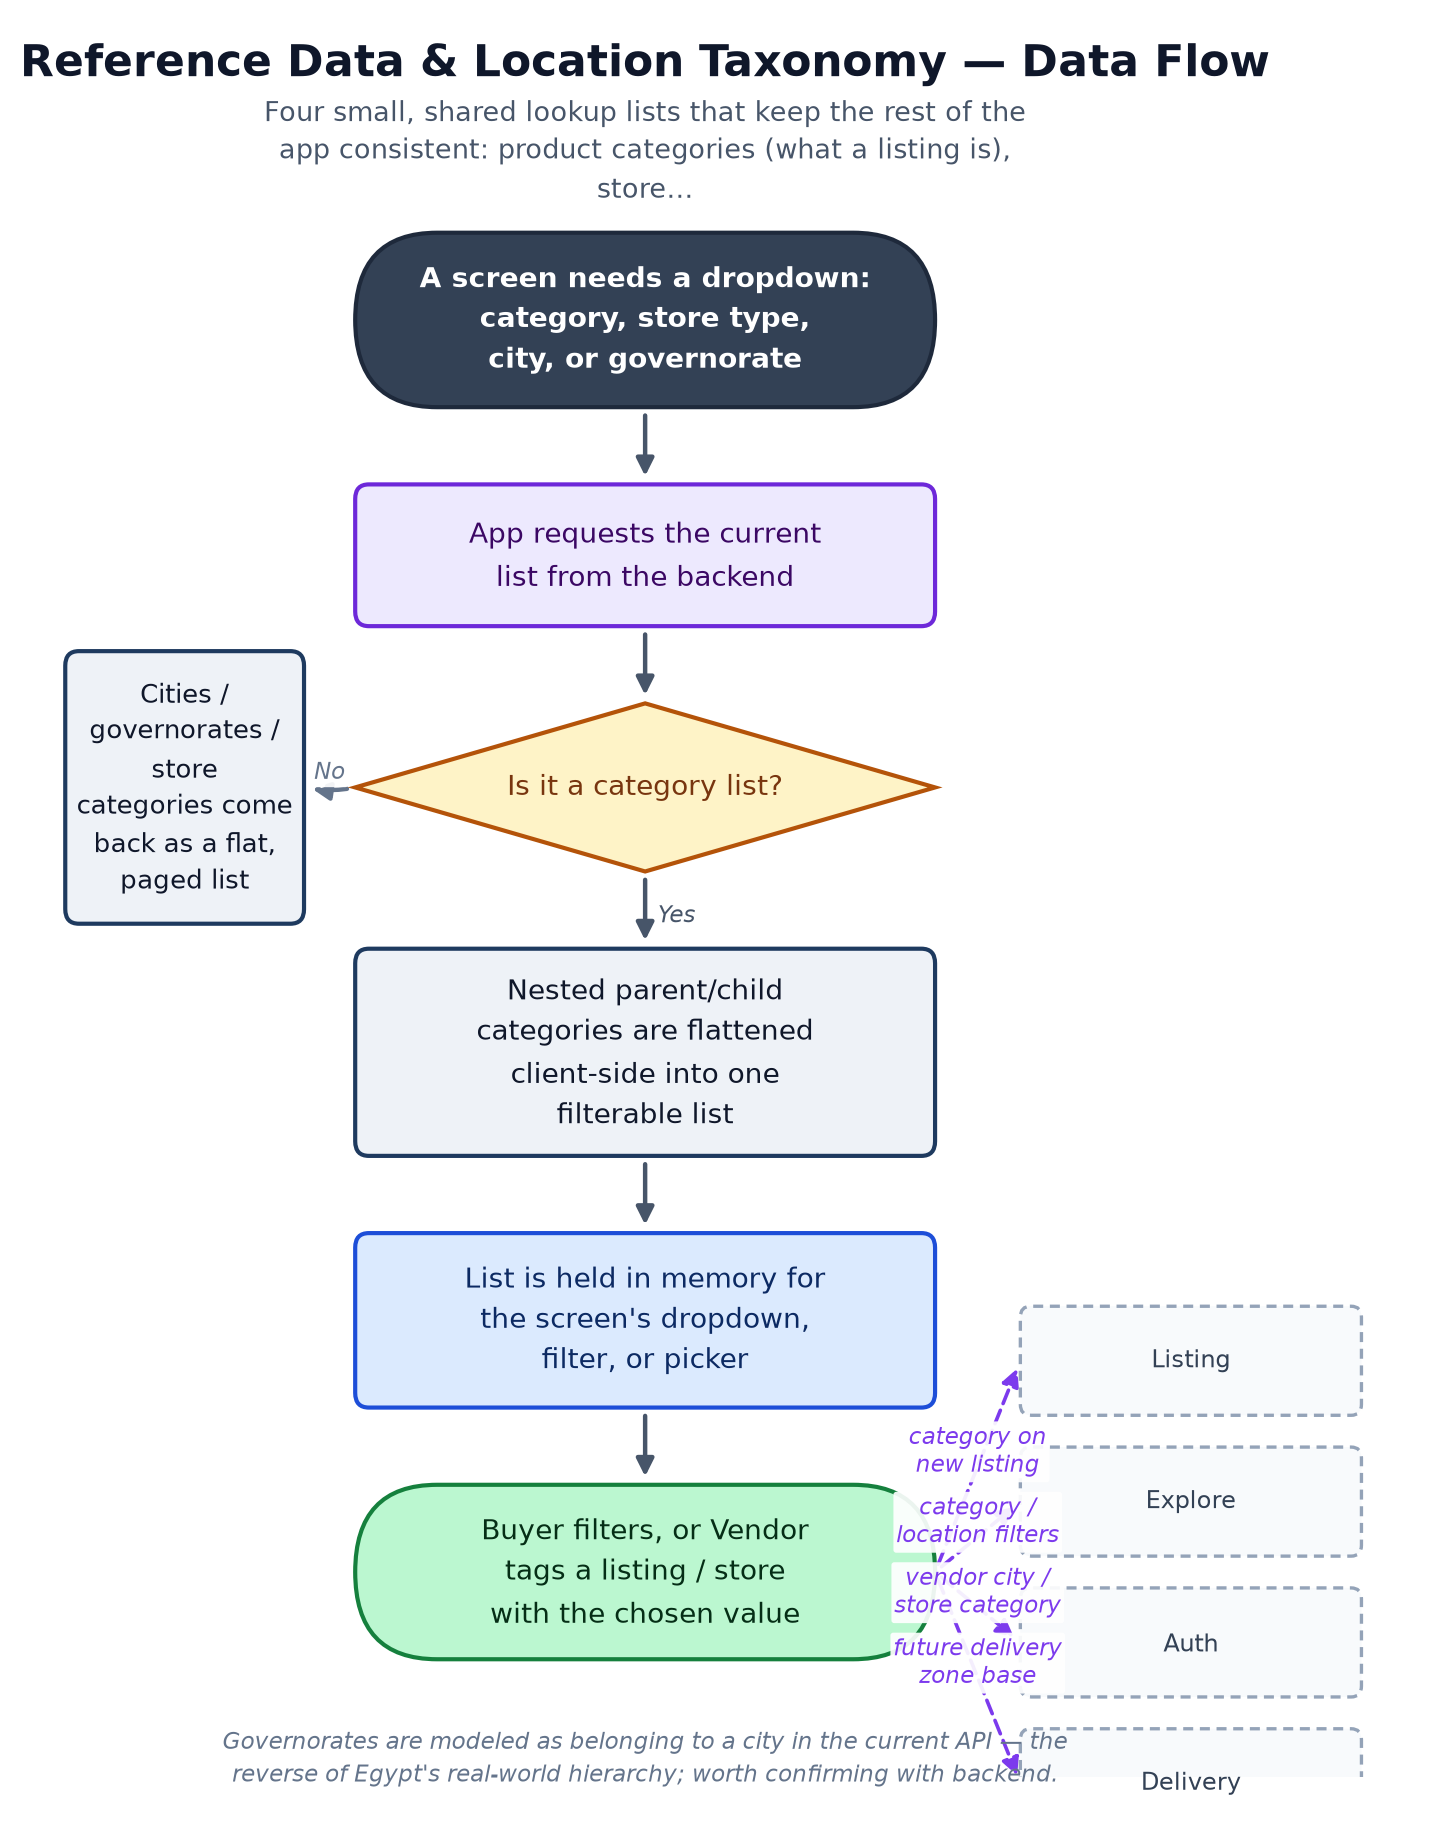 Reference Data & Location Taxonomy — Data Flow
Four small, shared lookup lists that keep the rest of the
app consistent: product categories (what a listing is),
store...
A screen needs a dropdown:
category, store type,
city, or governorate
App requests the current
list from the backend
Cities /
governorates /
store
categories come
back as a flat,
paged list
No
Is it a category list?
Yes
Nested parent/child
categories are flattened
client-side into one
filterable list
List is held in memory for
the screen's dropdown,
filter, or picker
Listing
category on
new listing
Explore
category /
location filters
Buyer filters, or Vendor
tags a listing / store
with the chosen value
vendor city /
store category
Auth
future delivery
zone base
Delivery
Governorates are modeled as belonging to a city in the current API — the
reverse of Egypt's real-world hierarchy; worth confirming with backend.